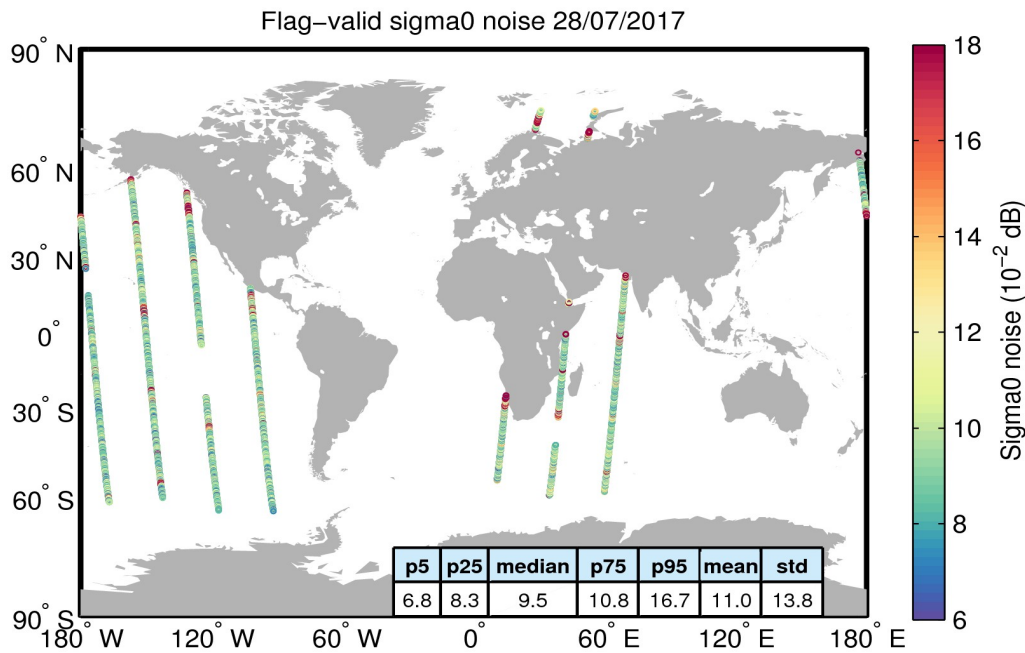 Flag−valid sigma0 noise 28/07/2017
90° N
60° N
30° N
0°
30° S
60° S
90° S
180° W
120° W
60° W
0°
60° E
120° E
180° E
p5 p25 median p75 p95 mean std
6.8 8.3 9.5 10.8 16.7 11.0 13.8
18
16
14
12
10
8
6
Sigma0 noise (10⁻² dB)